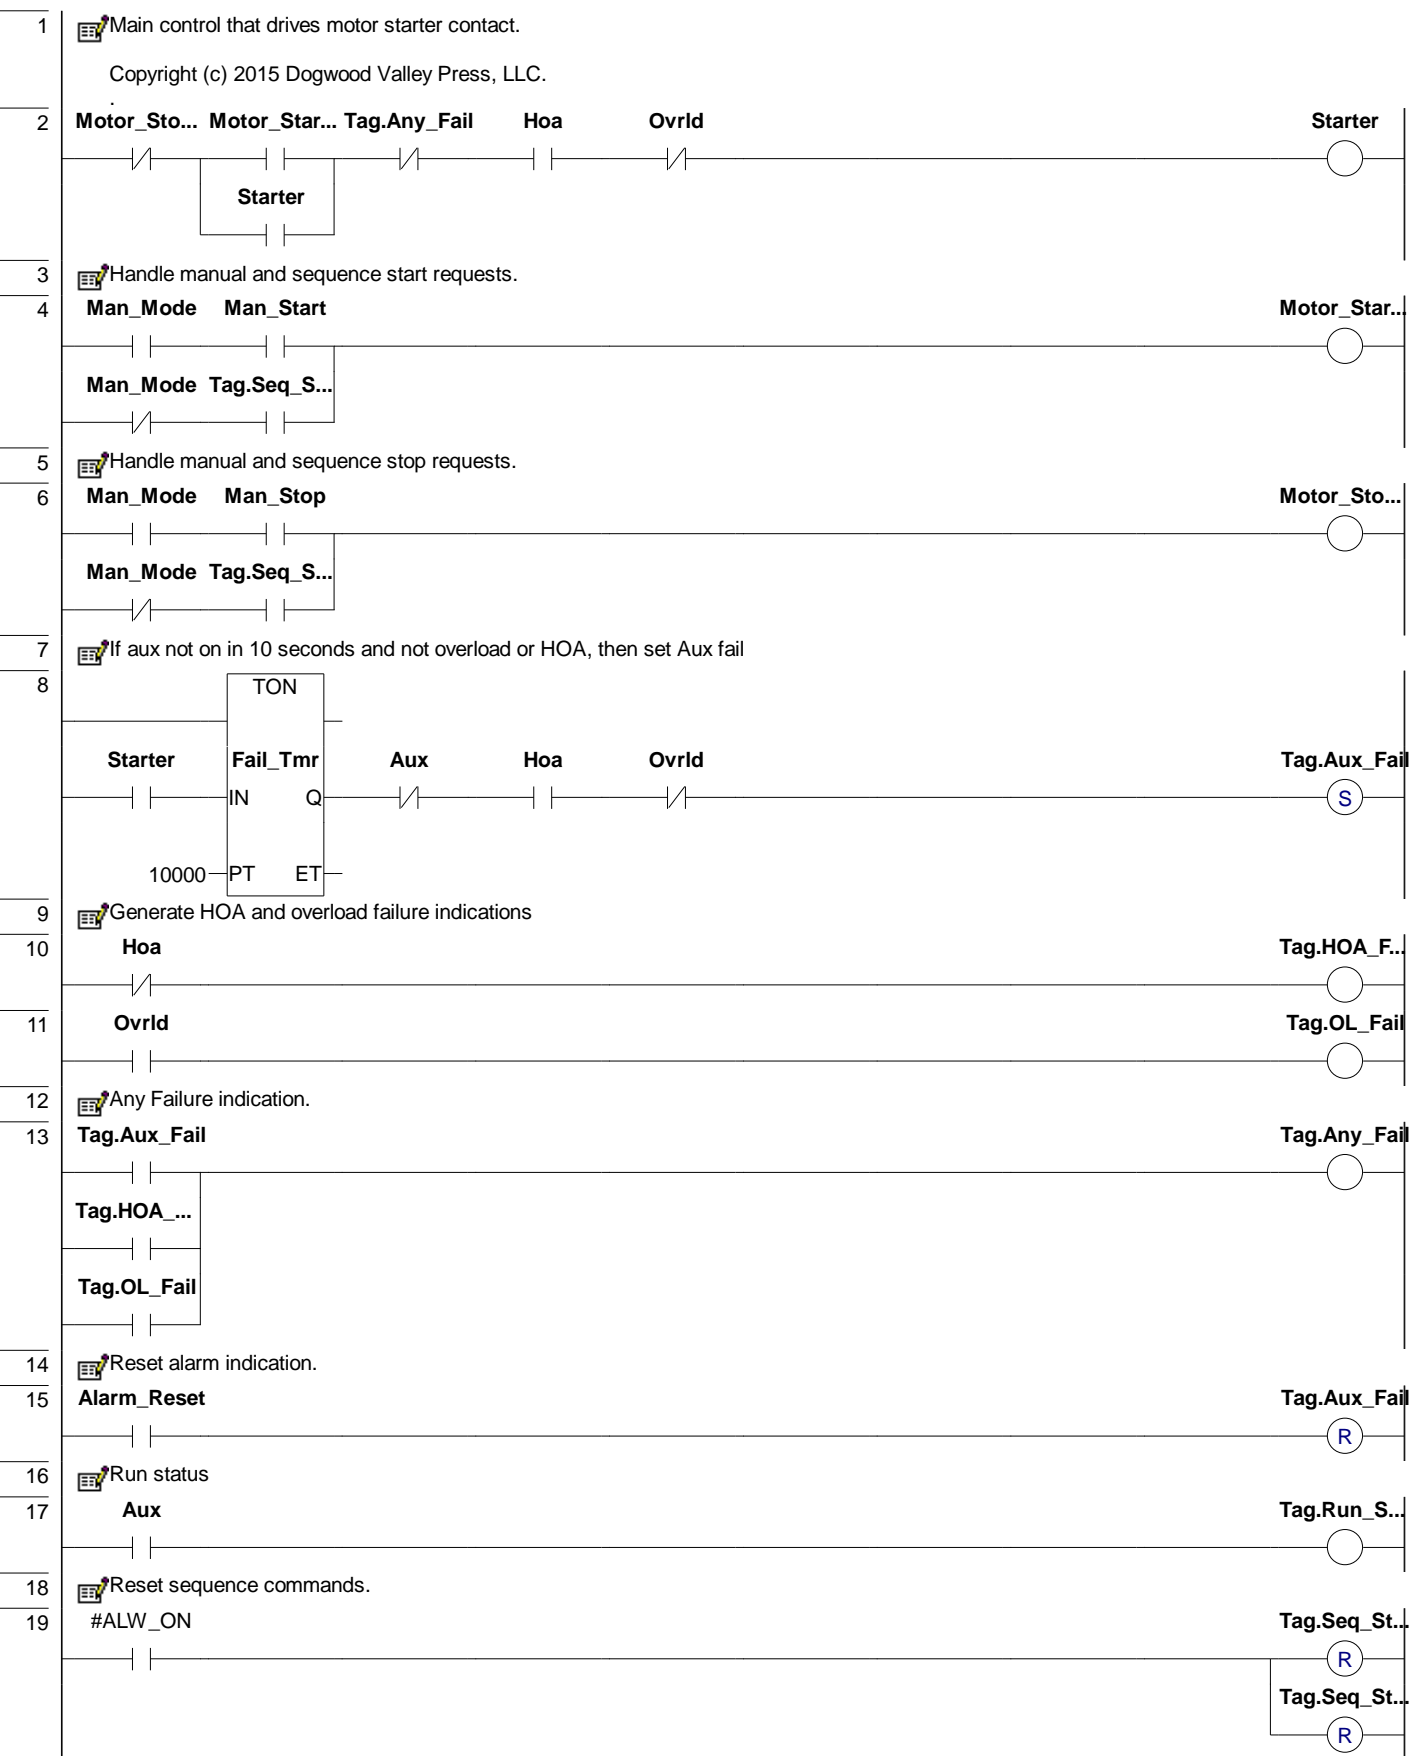 1 Main control that drives motor starter contact.
Copyright (c) 2015 Dogwood Valley Press, LLC.
.
2 Motor_Sto... Motor_Star... Tag.Any_Fail Hoa Ovrld Starter
Starter
3 Handle manual and sequence start requests.
4 Man_Mode Man_Start Motor_Star...
Man_Mode Tag.Seq_S...
5 Handle manual and sequence stop requests.
6 Man_Mode Man_Stop Motor_Sto...
Man_Mode Tag.Seq_S...
7 If aux not on in 10 seconds and not overload or HOA, then set Aux fail
8 TON
Starter Fail_Tmr Aux Hoa Ovrld Tag.Aux_Fail
IN Q S
10000 PT ET
9 Generate HOA and overload failure indications
10 Hoa Tag.HOA_F...
11 Ovrld Tag.OL_Fail
12 Any Failure indication.
13 Tag.Aux_Fail Tag.Any_Fail
Tag.HOA_...
Tag.OL_Fail
14 Reset alarm indication.
15 Alarm_Reset Tag.Aux_Fail
R
16 Run status
17 Aux Tag.Run_S...
18 Reset sequence commands.
19 #ALW_ON Tag.Seq_St...
R
Tag.Seq_St...
R